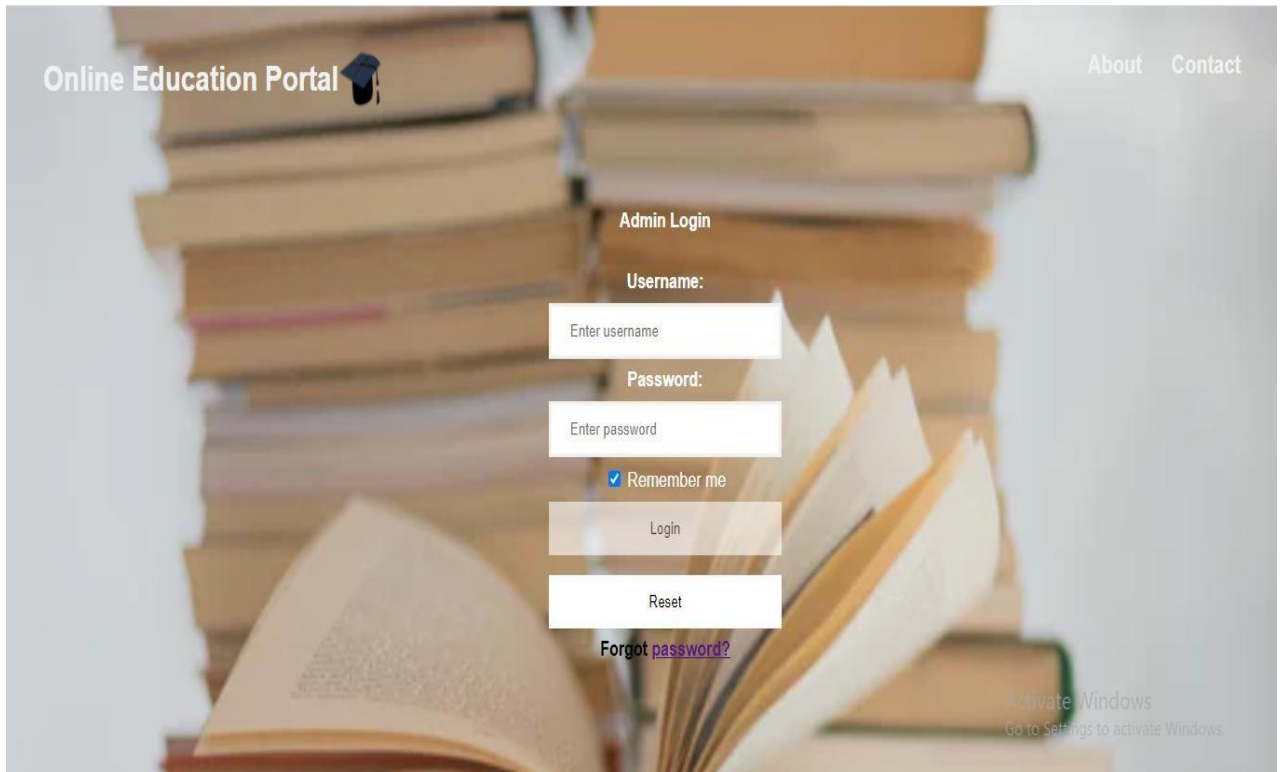 Online Education Portal
About Contact
Admin Login
Username:
Enter username
Password:
Enter password
Remember me
Login
Reset
Forgot password?
Activate Windows
Go to Settings to activate Windows.